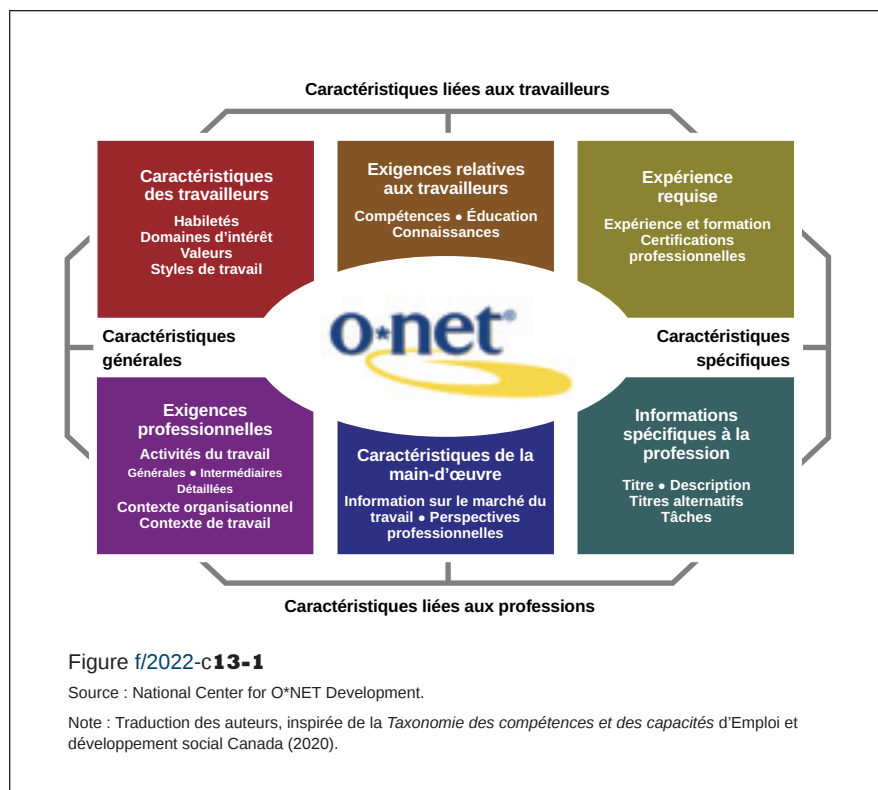 Caractéristiques liées aux travailleurs
Caractéristiques
des travailleurs
Habiletés
Domaines d'intérêt
Valeurs
Styles de travail
Exigences relatives
aux travailleurs
Compétences ● Éducation
Connaissances
Expérience
requise
Expérience et formation
Certifications
professionnelles
Caractéristiques
générales
o*net®
Caractéristiques
spécifiques
Exigences
professionnelles
Activités du travail
Générales ● Intermédiaires
Détaillées
Contexte organisationnel
Contexte de travail
Caractéristiques de la
main-d'œuvre
Information sur le marché du
travail ● Perspectives
professionnelles
Informations
spécifiques à la
profession
Titre ● Description
Titres alternatifs
Tâches
Caractéristiques liées aux professions
Figure f/2022-c13-1
Source : National Center for O*NET Development.
Note : Traduction des auteurs, inspirée de la Taxonomie des compétences et des capacités d'Emploi et
développement social Canada (2020).